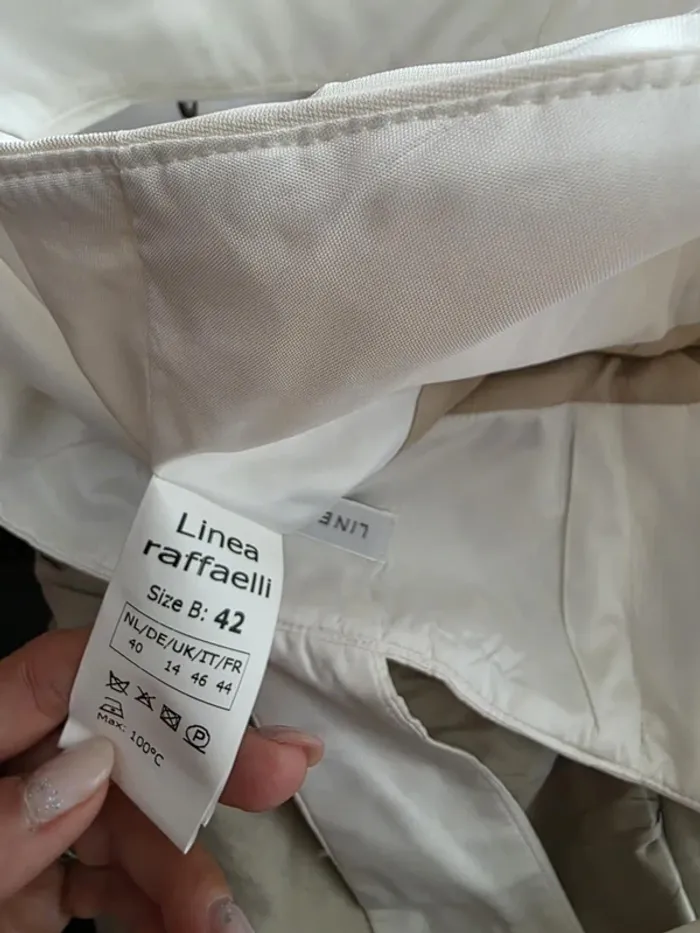 Linea
raffaelli
Size B: 42
NL/DE/UK/IT/FR
40 14 46 44
P
Max: 100°C
LINE